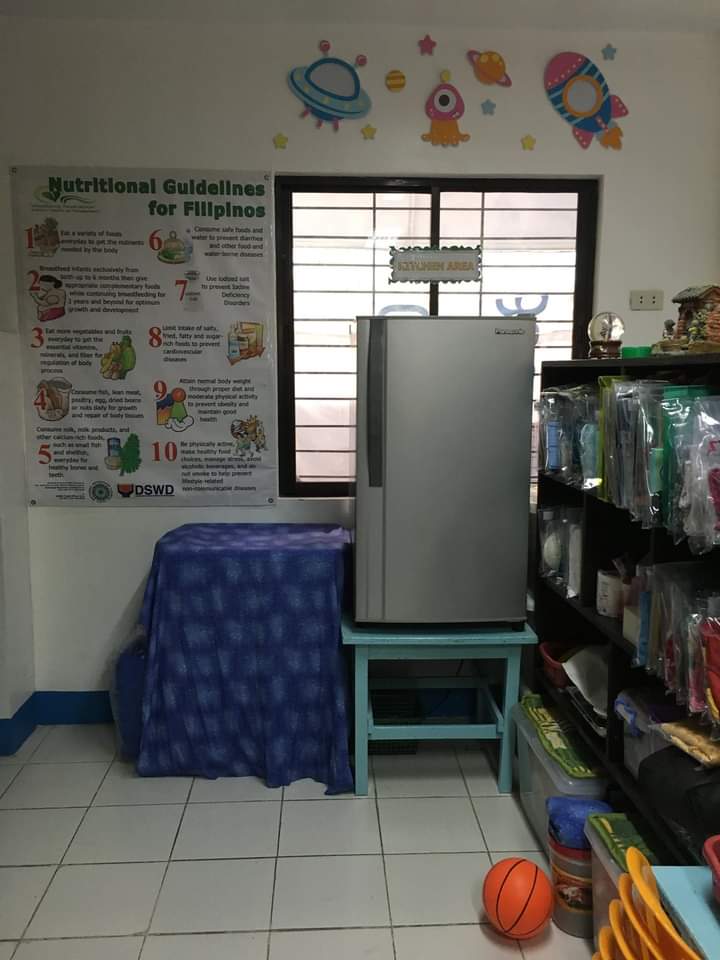 Nutritional Guidelines
for Filipinos
1 Eat a variety of foods
everyday to get the nutrients
needed by the body
2 Breastfeed infants exclusively from
birth-up to 6 months then give
appropriate complementary foods
while continuing breastfeeding for
2 years and beyond for optimum
growth and development
3 Eat more vegetables and fruits
everyday to get the
essential vitamins,
minerals, and fiber for
regulation of body
process
4 Consume fish, lean meat,
poultry, egg, dried beans
or nuts daily for growth
and repair of body tissues
Consume milk, milk products, and
other calcium-rich foods,
5 such as small fish
and shellfish,
everyday for
healthy bones and
teeth.
6 Consume safe foods and
water to prevent diarrhea
and other food-and
water-borne diseases
7 Use iodized salt
to prevent Iodine
Deficiency
Disorders
8 Limit intake of salty,
fried, fatty and sugar-
rich foods to prevent
cardiovascular
diseases
9 Attain normal body weight
through proper diet and
moderate physical activity
to prevent obesity and
maintain good
health
10 Be physically active,
make healthy food
choices, manage stress, avoid
alcoholic beverages, and do
not smoke to help prevent
lifestyle-related
non-communicable diseases
DSWD
KITCHEN AREA
Panasonic